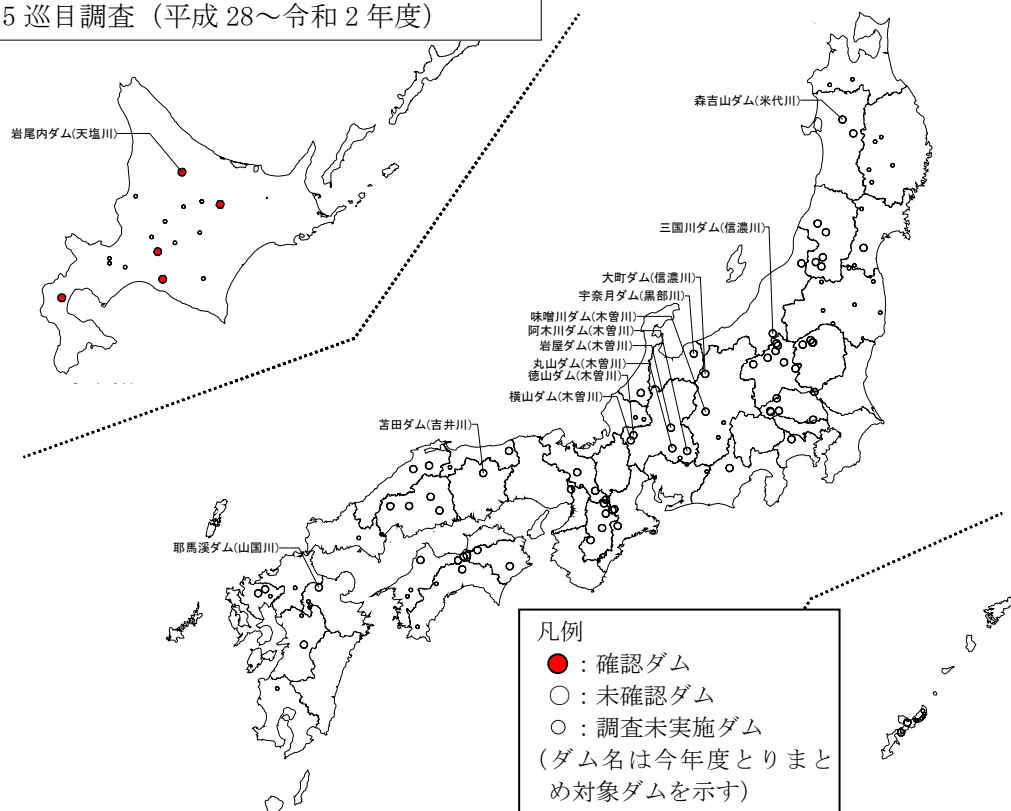 5 巡目調査（平成 28～令和 2 年度）
岩尾内ダム(天塩川)
森吉山ダム(米代川)
三国川ダム(信濃川)
大町ダム(信濃川)
宇奈月ダム(黒部川)
味噌川ダム(木曽川)
阿木川ダム(木曽川)
岩屋ダム(木曽川)
丸山ダム(木曽川)
徳山ダム(木曽川)
横山ダム(木曽川)
苫田ダム(吉井川)
耶馬溪ダム(山国川)
凡例
●：確認ダム
○：未確認ダム
○：調査未実施ダム
(ダム名は今年度とりまと
め対象ダムを示す)